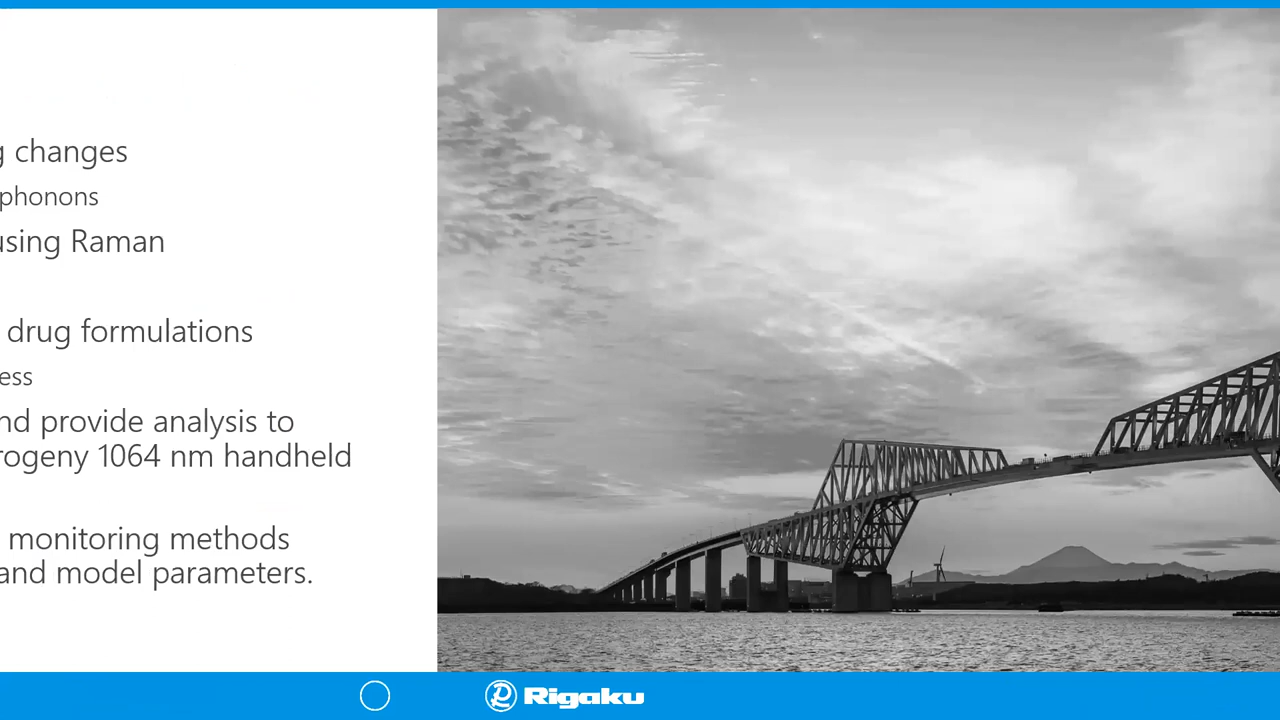 changes
phonons
using Raman
drug formulations
ess
nd provide analysis to
rogeny 1064 nm handheld
monitoring methods
and model parameters.
Rigaku